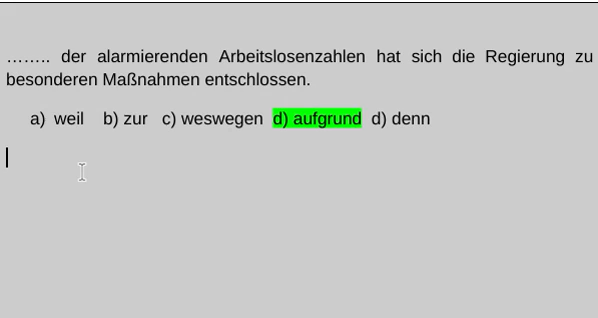 …….. der alarmierenden Arbeitslosenzahlen hat sich die Regierung zu
besonderen Maßnahmen entschlossen.
a) weil b) zur c) weswegen d) aufgrund d) denn